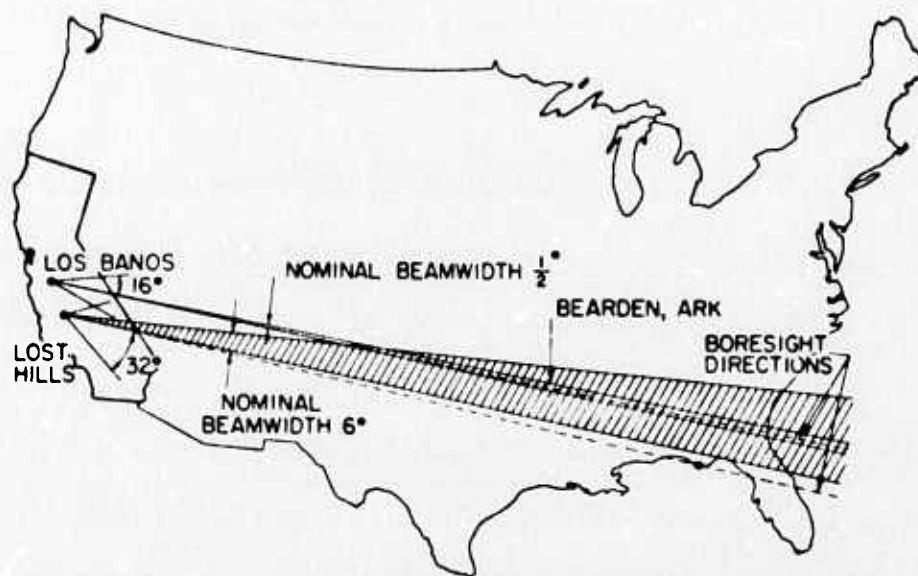 LOS BANOS
16°
NOMINAL BEAMWIDTH 1/2°
BEARDEN, ARK
BORESIGHT
DIRECTIONS
LOST
HILLS
32°
NOMINAL
BEAMWIDTH 6°